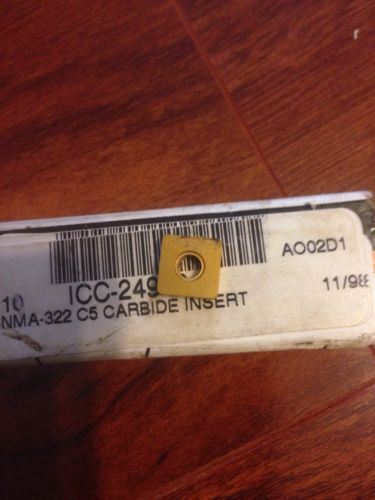 AO02D1
10 ICC-249 11/98
NMA-322 C5 CARBIDE INSERT